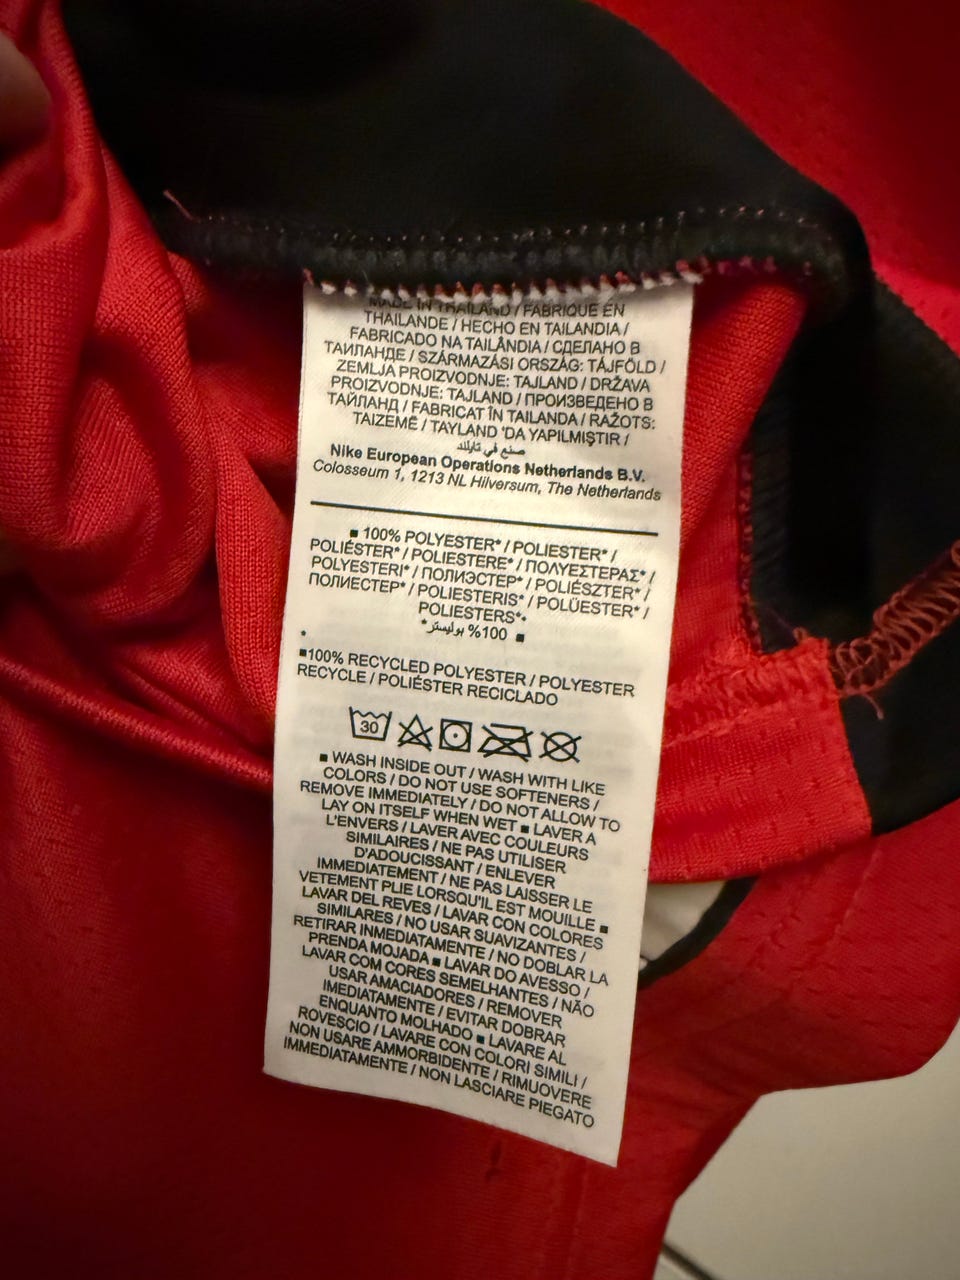 MADE IN THAILAND / FABRIQUE EN
THAILANDE / HECHO EN TAILANDIA /
FABRICADO NA TAILÂNDIA / СДЕЛАНО В
ТАИЛАНДЕ / SZÁRMAZÁSI ORSZÁG: TÁJFÖLD /
ZEMLJA PROIZVODNJE: TAJLAND / DRŽAVA
PROIZVODNJE: TAJLAND / ПРОИЗВЕДЕНО В
ТАЙЛАНД / FABRICAT ÎN TAILANDA / RAŽOTS:
TAIZEMĒ / TAYLAND 'DA YAPILMIŞTIR /
صنع في تايلاند
Nike European Operations Netherlands B.V.
Colosseum 1, 1213 NL Hilversum, The Netherlands
■ 100% POLYESTER* / POLIESTER* /
POLIÉSTER* / POLIESTERE* / ΠΟΛΥΕΣΤΕΡΑΣ* /
POLYESTERI* / ПОЛИЭСТЕР* / POLIÉSZTER* /
ПОЛИЕСТЕР* / POLIESTERIS* / POLÜESTER* /
POLIESTERS*•
■ 100% بوليستر*
*
■100% RECYCLED POLYESTER / POLYESTER
RECYCLE / POLIÉSTER RECICLADO
30
■ WASH INSIDE OUT / WASH WITH LIKE
COLORS / DO NOT USE SOFTENERS /
REMOVE IMMEDIATELY / DO NOT ALLOW TO
LAY ON ITSELF WHEN WET ■ LAVER A
L'ENVERS / LAVER AVEC COULEURS
SIMILAIRES / NE PAS UTILISER
D'ADOUCISSANT / ENLEVER
IMMEDIATEMENT / NE PAS LAISSER LE
VETEMENT PLIE LORSQU'IL EST MOUILLE ■
LAVAR DEL REVES / LAVAR CON COLORES
SIMILARES / NO USAR SUAVIZANTES /
RETIRAR INMEDIATAMENTE / NO DOBLAR LA
PRENDA MOJADA ■ LAVAR DO AVESSO /
LAVAR COM CORES SEMELHANTES / NÃO
USAR AMACIADORES / REMOVER
IMEDIATAMENTE / EVITAR DOBRAR
ENQUANTO MOLHADO ■ LAVARE AL
ROVESCIO / LAVARE CON COLORI SIMILI /
NON USARE AMMORBIDENTE / RIMUOVERE
IMMEDIATAMENTE / NON LASCIARE PIEGATO